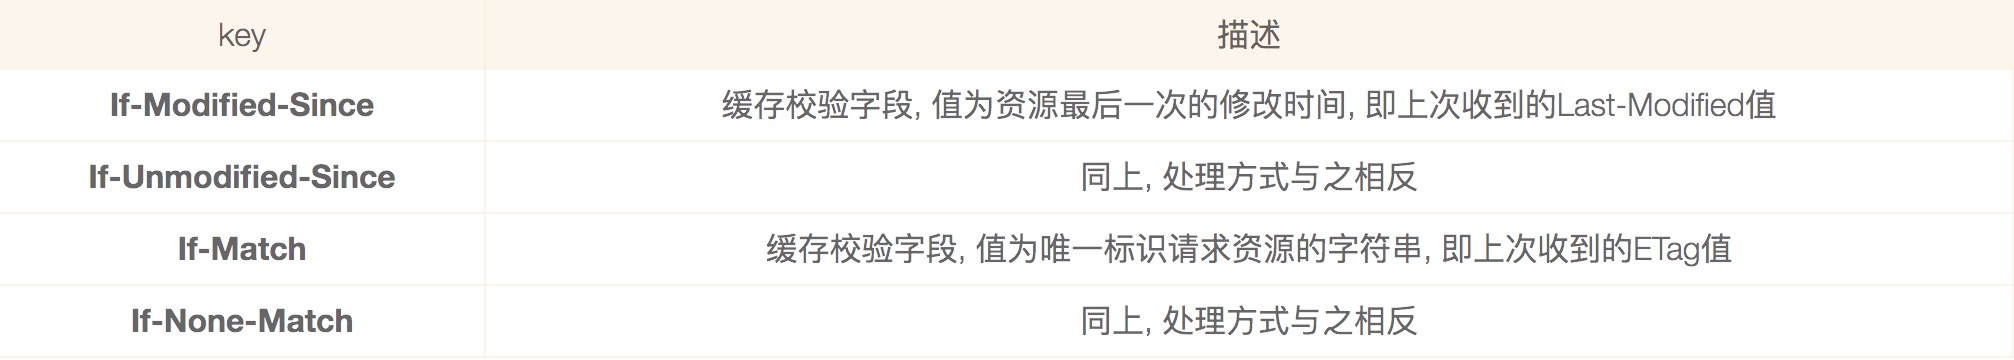 key 描述
If-Modified-Since 缓存校验字段, 值为资源最后一次的修改时间, 即上次收到的Last-Modified值
If-Unmodified-Since 同上, 处理方式与之相反
If-Match 缓存校验字段, 值为唯一标识请求资源的字符串, 即上次收到的ETag值
If-None-Match 同上, 处理方式与之相反